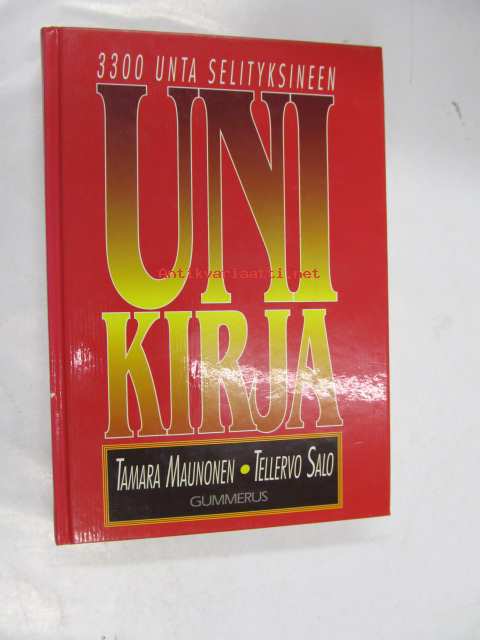 3300 UNTA SELITYKSINEEN
UNI
Antikvariaatti.net
KIRJA
TAMARA MAUNONEN • TELLERVO SALO
GUMMERUS